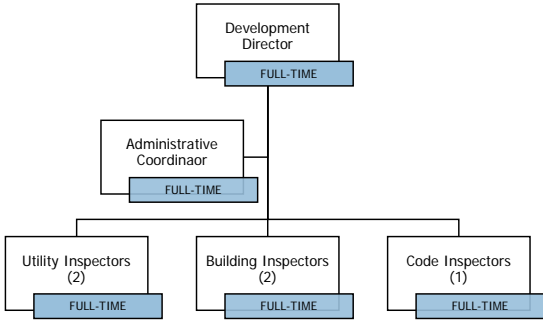 Development
Director
FULL-TIME
Administrative
Coordinaor
FULL-TIME
Utility Inspectors
(2)
FULL-TIME
Building Inspectors
(2)
FULL-TIME
Code Inspectors
(1)
FULL-TIME